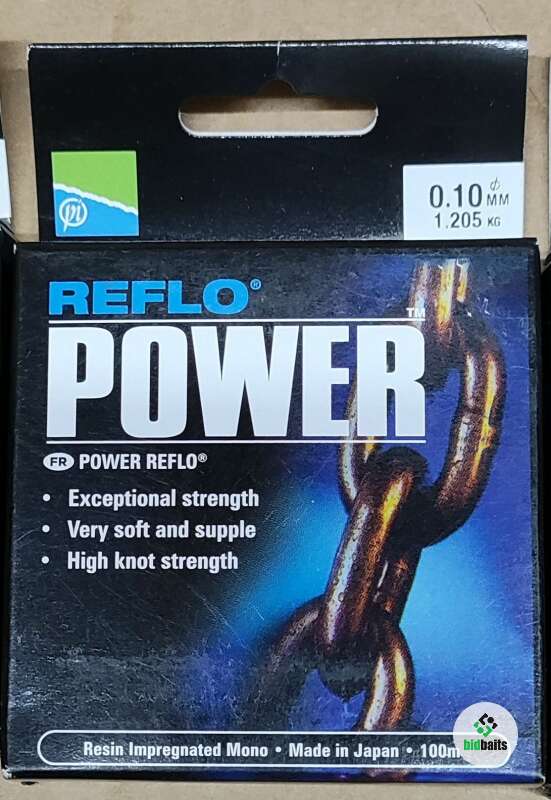 0.10 ϕ MM
1.205 KG
REFLO®
POWER™
FR POWER REFLO®
• Exceptional strength
• Very soft and supple
• High knot strength
Resin Impregnated Mono • Made in Japan • 100m
bidbaits